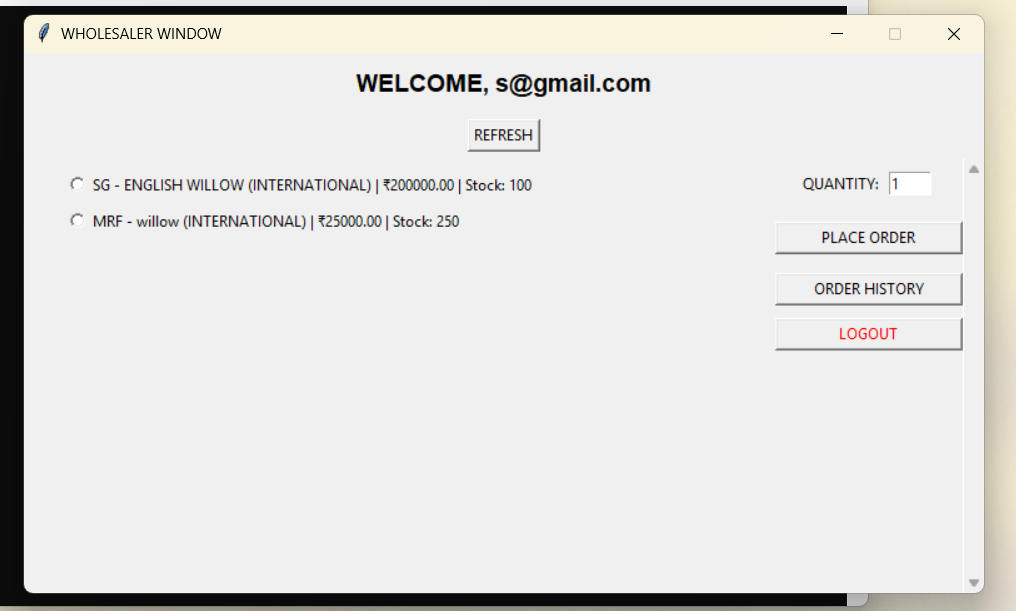 WHOLESALER WINDOW
WELCOME, s@gmail.com
REFRESH
SG - ENGLISH WILLOW (INTERNATIONAL) | ₹200000.00 | Stock: 100
MRF - willow (INTERNATIONAL) | ₹25000.00 | Stock: 250
QUANTITY: 1
PLACE ORDER
ORDER HISTORY
LOGOUT